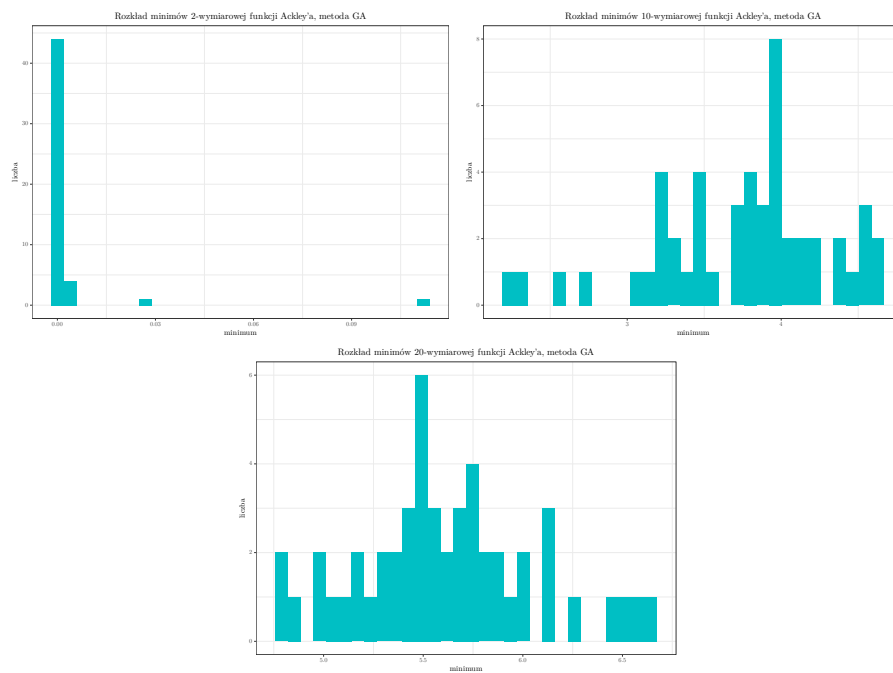 Rozkład minimów 2-wymiarowej funkcji Ackley'a, metoda GA
40
30
20
10
0
liczba
0.00
0.03
0.06
0.09
minimum
Rozkład minimów 10-wymiarowej funkcji Ackley'a, metoda GA
8
6
4
2
0
liczba
3
4
minimum
Rozkład minimów 20-wymiarowej funkcji Ackley'a, metoda GA
6
4
2
0
liczba
5.0
5.5
6.0
6.5
minimum